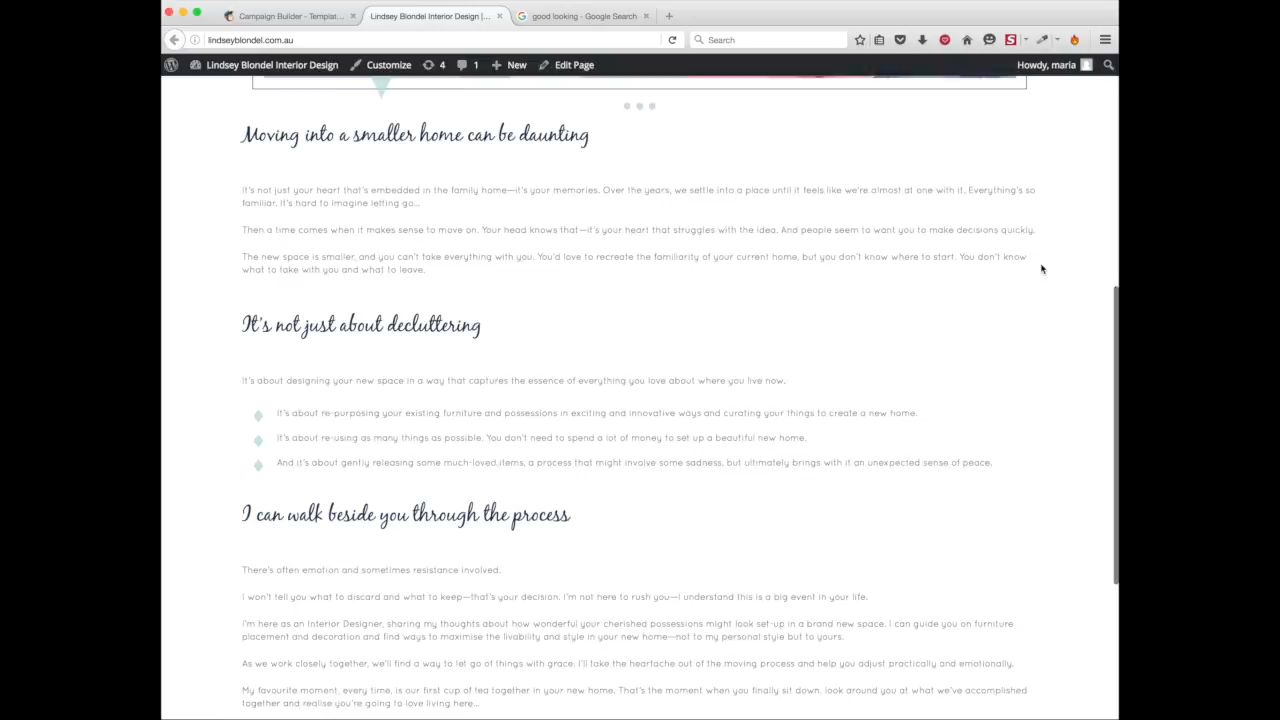 Campaign Builder - Templat...
Lindsey Blondel Interior Design |...
good looking - Google Search
lindseyblondel.com.au
Search
Lindsey Blondel Interior Design
Customize
4
1
New
Edit Page
Howdy, maria
Moving into a smaller home can be daunting
It's not just your heart that's embedded in the family home—it's your memories. Over the years, we settle into a place until it feels like we're almost at one with it. Everything's so
familiar. It's hard to imagine letting go...
Then a time comes when it makes sense to move on. Your head knows that—it's your heart that struggles with the idea. And people seem to want you to make decisions quickly.
The new space is smaller, and you can't take everything with you. You'd love to recreate the familiarity of your current home, but you don't know where to start. You don't know
what to take with you and what to leave.
It's not just about decluttering
It's about designing your new space in a way that captures the essence of everything you love about where you live now.
It's about re-purposing your existing furniture and possessions in exciting and innovative ways and curating your things to create a new home.
It's about re-using as many things as possible. You don't need to spend a lot of money to set up a beautiful new home.
And it's about gently releasing some much-loved items, a process that might involve some sadness, but ultimately brings with it an unexpected sense of peace.
I can walk beside you through the process
There's often emotion and sometimes resistance involved.
I won't tell you what to discard and what to keep—that's your decision. I'm not here to rush you—I understand this is a big event in your life.
I'm here as an Interior Designer, sharing my thoughts about how wonderful your cherished possessions might look set-up in a brand new space. I can guide you on furniture
placement and decoration and find ways to maximise the livability and style in your new home—not to my personal style but to yours.
As we work closely together, we'll find a way to let go of things with grace. I'll take the heartache out of the moving process and help you adjust practically and emotionally.
My favourite moment, every time, is our first cup of tea together in your new home. That's the moment when you finally sit down, look around you at what we've accomplished
together and realise you're going to love living here...